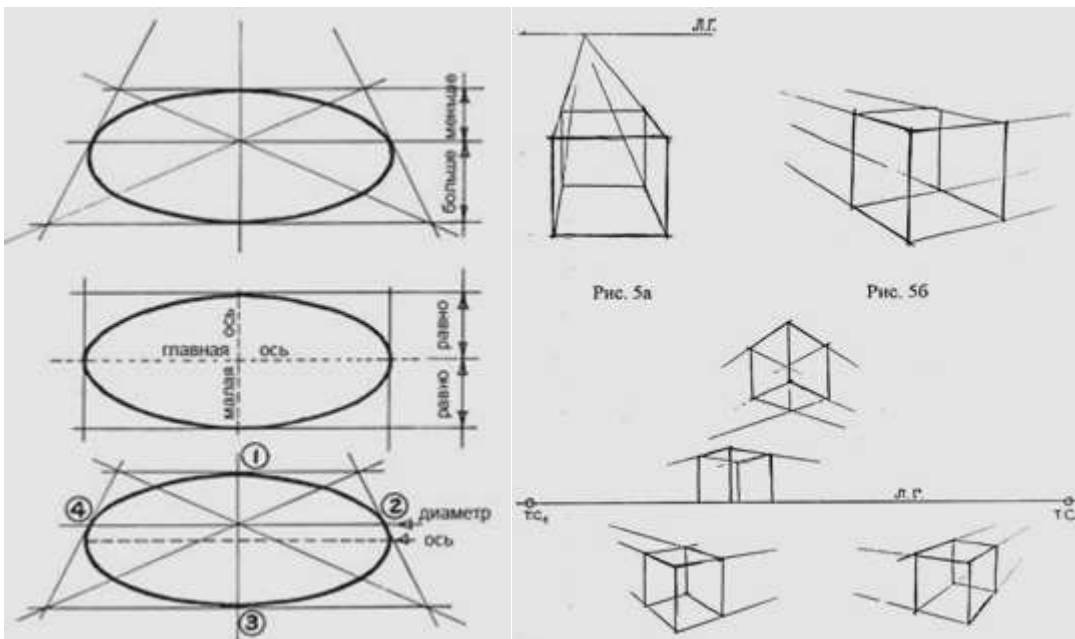 меньше
больше
главная ось
малая ось
равно
равно
1
4
2
диаметр
ось
3
Л.Г.
Рис. 5а
Рис. 5б
Л.Г.
Т.С.
Т.С